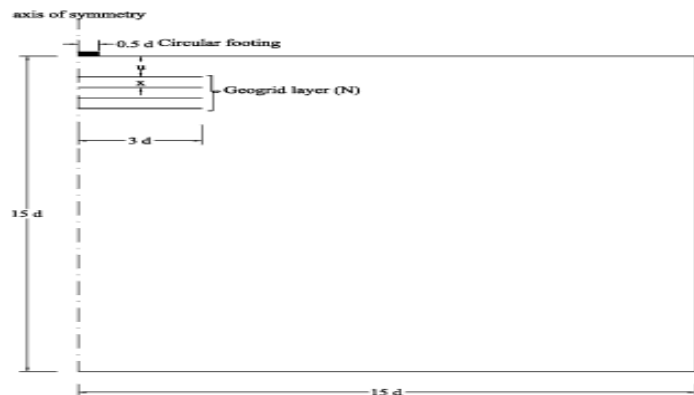 axis of symmetry
0.5 d Circular footing
u
x
Geogrid layer (N)
3 d
15 d
15 d